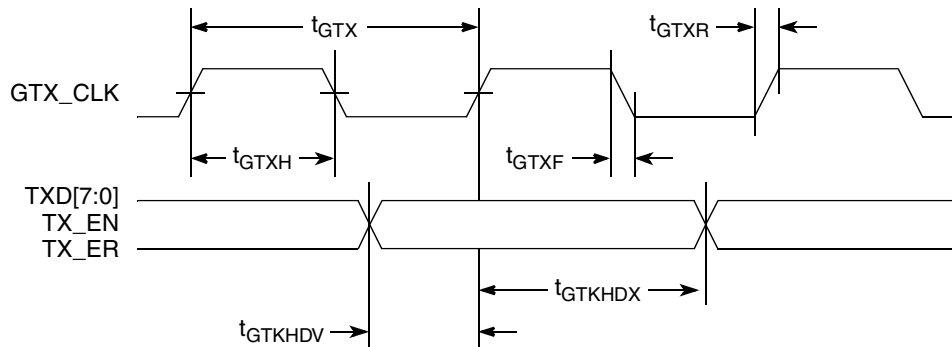 tGTX
tGTXR
GTX_CLK
tGTXH
tGTXF
TXD[7:0]
TX_EN
TX_ER
tGTKHDX
tGTKHDV